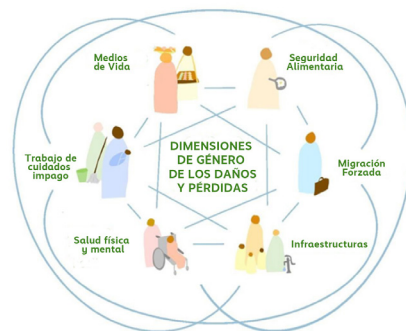 Medios
de Vida
Seguridad
Alimentaria
DIMENSIONES
DE GÉNERO
DE LOS DAÑOS
Y PÉRDIDAS
Trabajo de
cuidados
impago
Migración
Forzada
Salud física
y mental
Infraestructuras